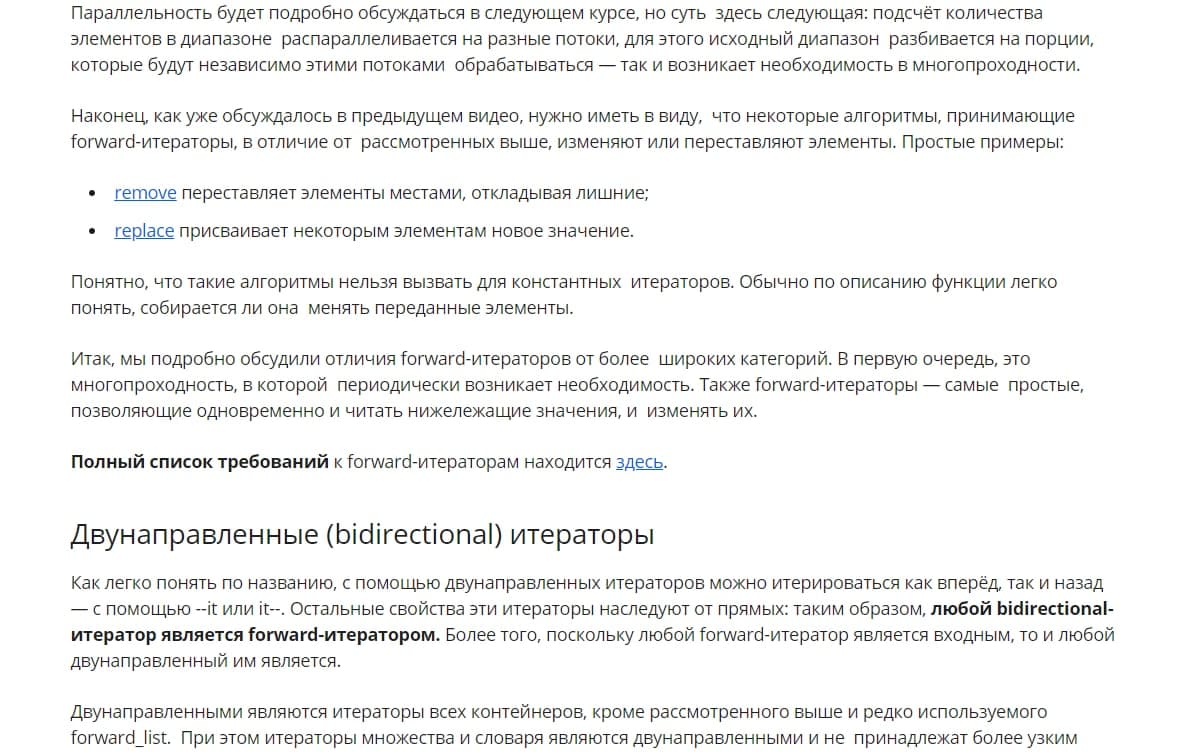 Параллельность будет подробно обсуждаться в следующем курсе, но суть здесь следующая: подсчёт количества
элементов в диапазоне распараллеливается на разные потоки, для этого исходный диапазон разбивается на порции,
которые будут независимо этими потоками обрабатываться — так и возникает необходимость в многопроходности.
Наконец, как уже обсуждалось в предыдущем видео, нужно иметь в виду, что некоторые алгоритмы, принимающие
forward-итераторы, в отличие от рассмотренных выше, изменяют или переставляют элементы. Простые примеры:
• remove переставляет элементы местами, откладывая лишние;
• replace присваивает некоторым элементам новое значение.
Понятно, что такие алгоритмы нельзя вызвать для константных итераторов. Обычно по описанию функции легко
понять, собирается ли она менять переданные элементы.
Итак, мы подробно обсудили отличия forward-итераторов от более широких категорий. В первую очередь, это
многопроходность, в которой периодически возникает необходимость. Также forward-итераторы — самые простые,
позволяющие одновременно и читать нижележащие значения, и изменять их.
Полный список требований к forward-итераторам находится здесь.
Двунаправленные (bidirectional) итераторы
Как легко понять по названию, с помощью двунаправленных итераторов можно итерироваться как вперёд, так и назад
— с помощью --it или it--. Остальные свойства эти итераторы наследуют от прямых: таким образом, любой bidirectional-
итератор является forward-итератором. Более того, поскольку любой forward-итератор является входным, то и любой
двунаправленный им является.
Двунаправленными являются итераторы всех контейнеров, кроме рассмотренного выше и редко используемого
forward_list. При этом итераторы множества и словаря являются двунаправленными и не принадлежат более узким